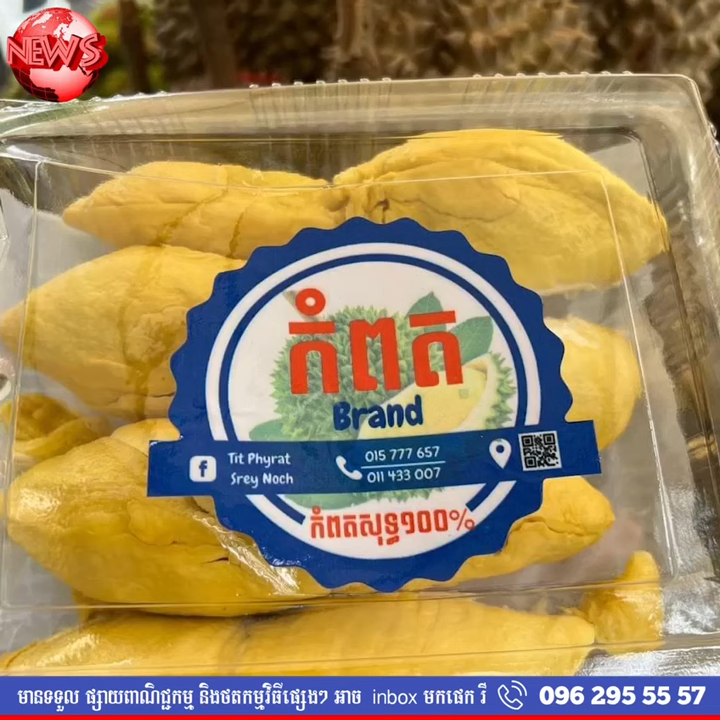 NEWS
កំពត
Brand
Tit Phyrat
Srey Noch
015 777 657
011 433 007
កំពតសុទ្ធ១០០%
មានទទួល ផ្សាយពាណិជ្ជកម្ម និងថតកម្មវិធីផ្សេងៗ អាច inbox មកផេក រឺ 096 295 55 57